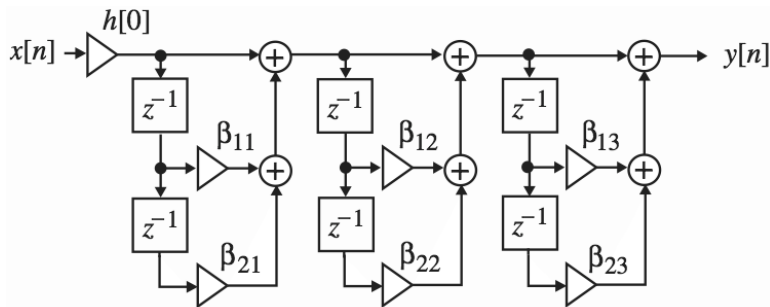 h[0]
x[n] + + + y[n]
z⁻¹ z⁻¹ z⁻¹
β₁₁ β₁₂ β₁₃
+ + +
z⁻¹ z⁻¹ z⁻¹
β₂₁ β₂₂ β₂₃